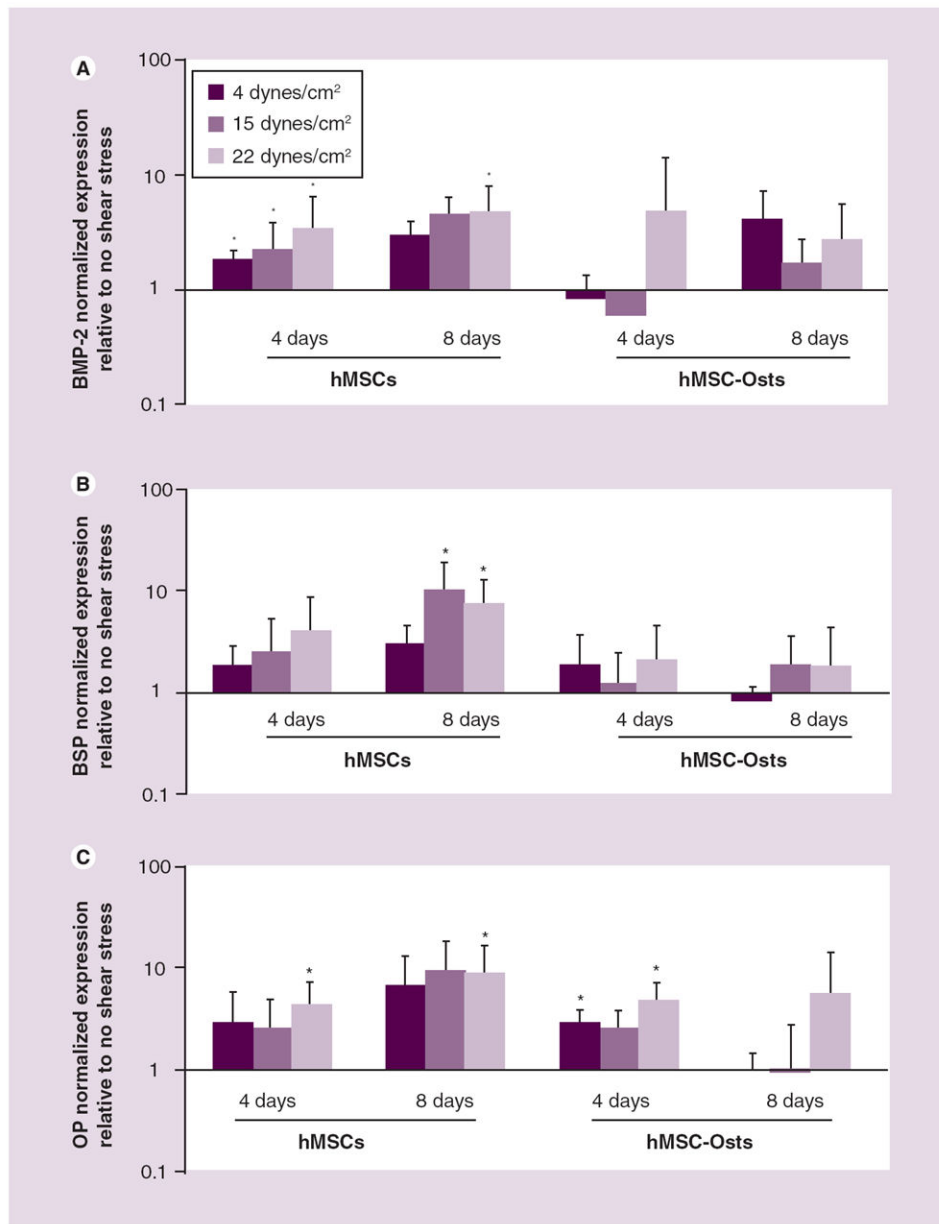 A
BMP-2 normalized expression
relative to no shear stress
100
10
1
0.1
4 dynes/cm²
15 dynes/cm²
22 dynes/cm²
* * * *
4 days 8 days 4 days 8 days
hMSCs hMSC-Osts
B
BSP normalized expression
relative to no shear stress
100
10
1
0.1
* *
4 days 8 days 4 days 8 days
hMSCs hMSC-Osts
C
OP normalized expression
relative to no shear stress
100
10
1
0.1
* * * *
4 days 8 days 4 days 8 days
hMSCs hMSC-Osts